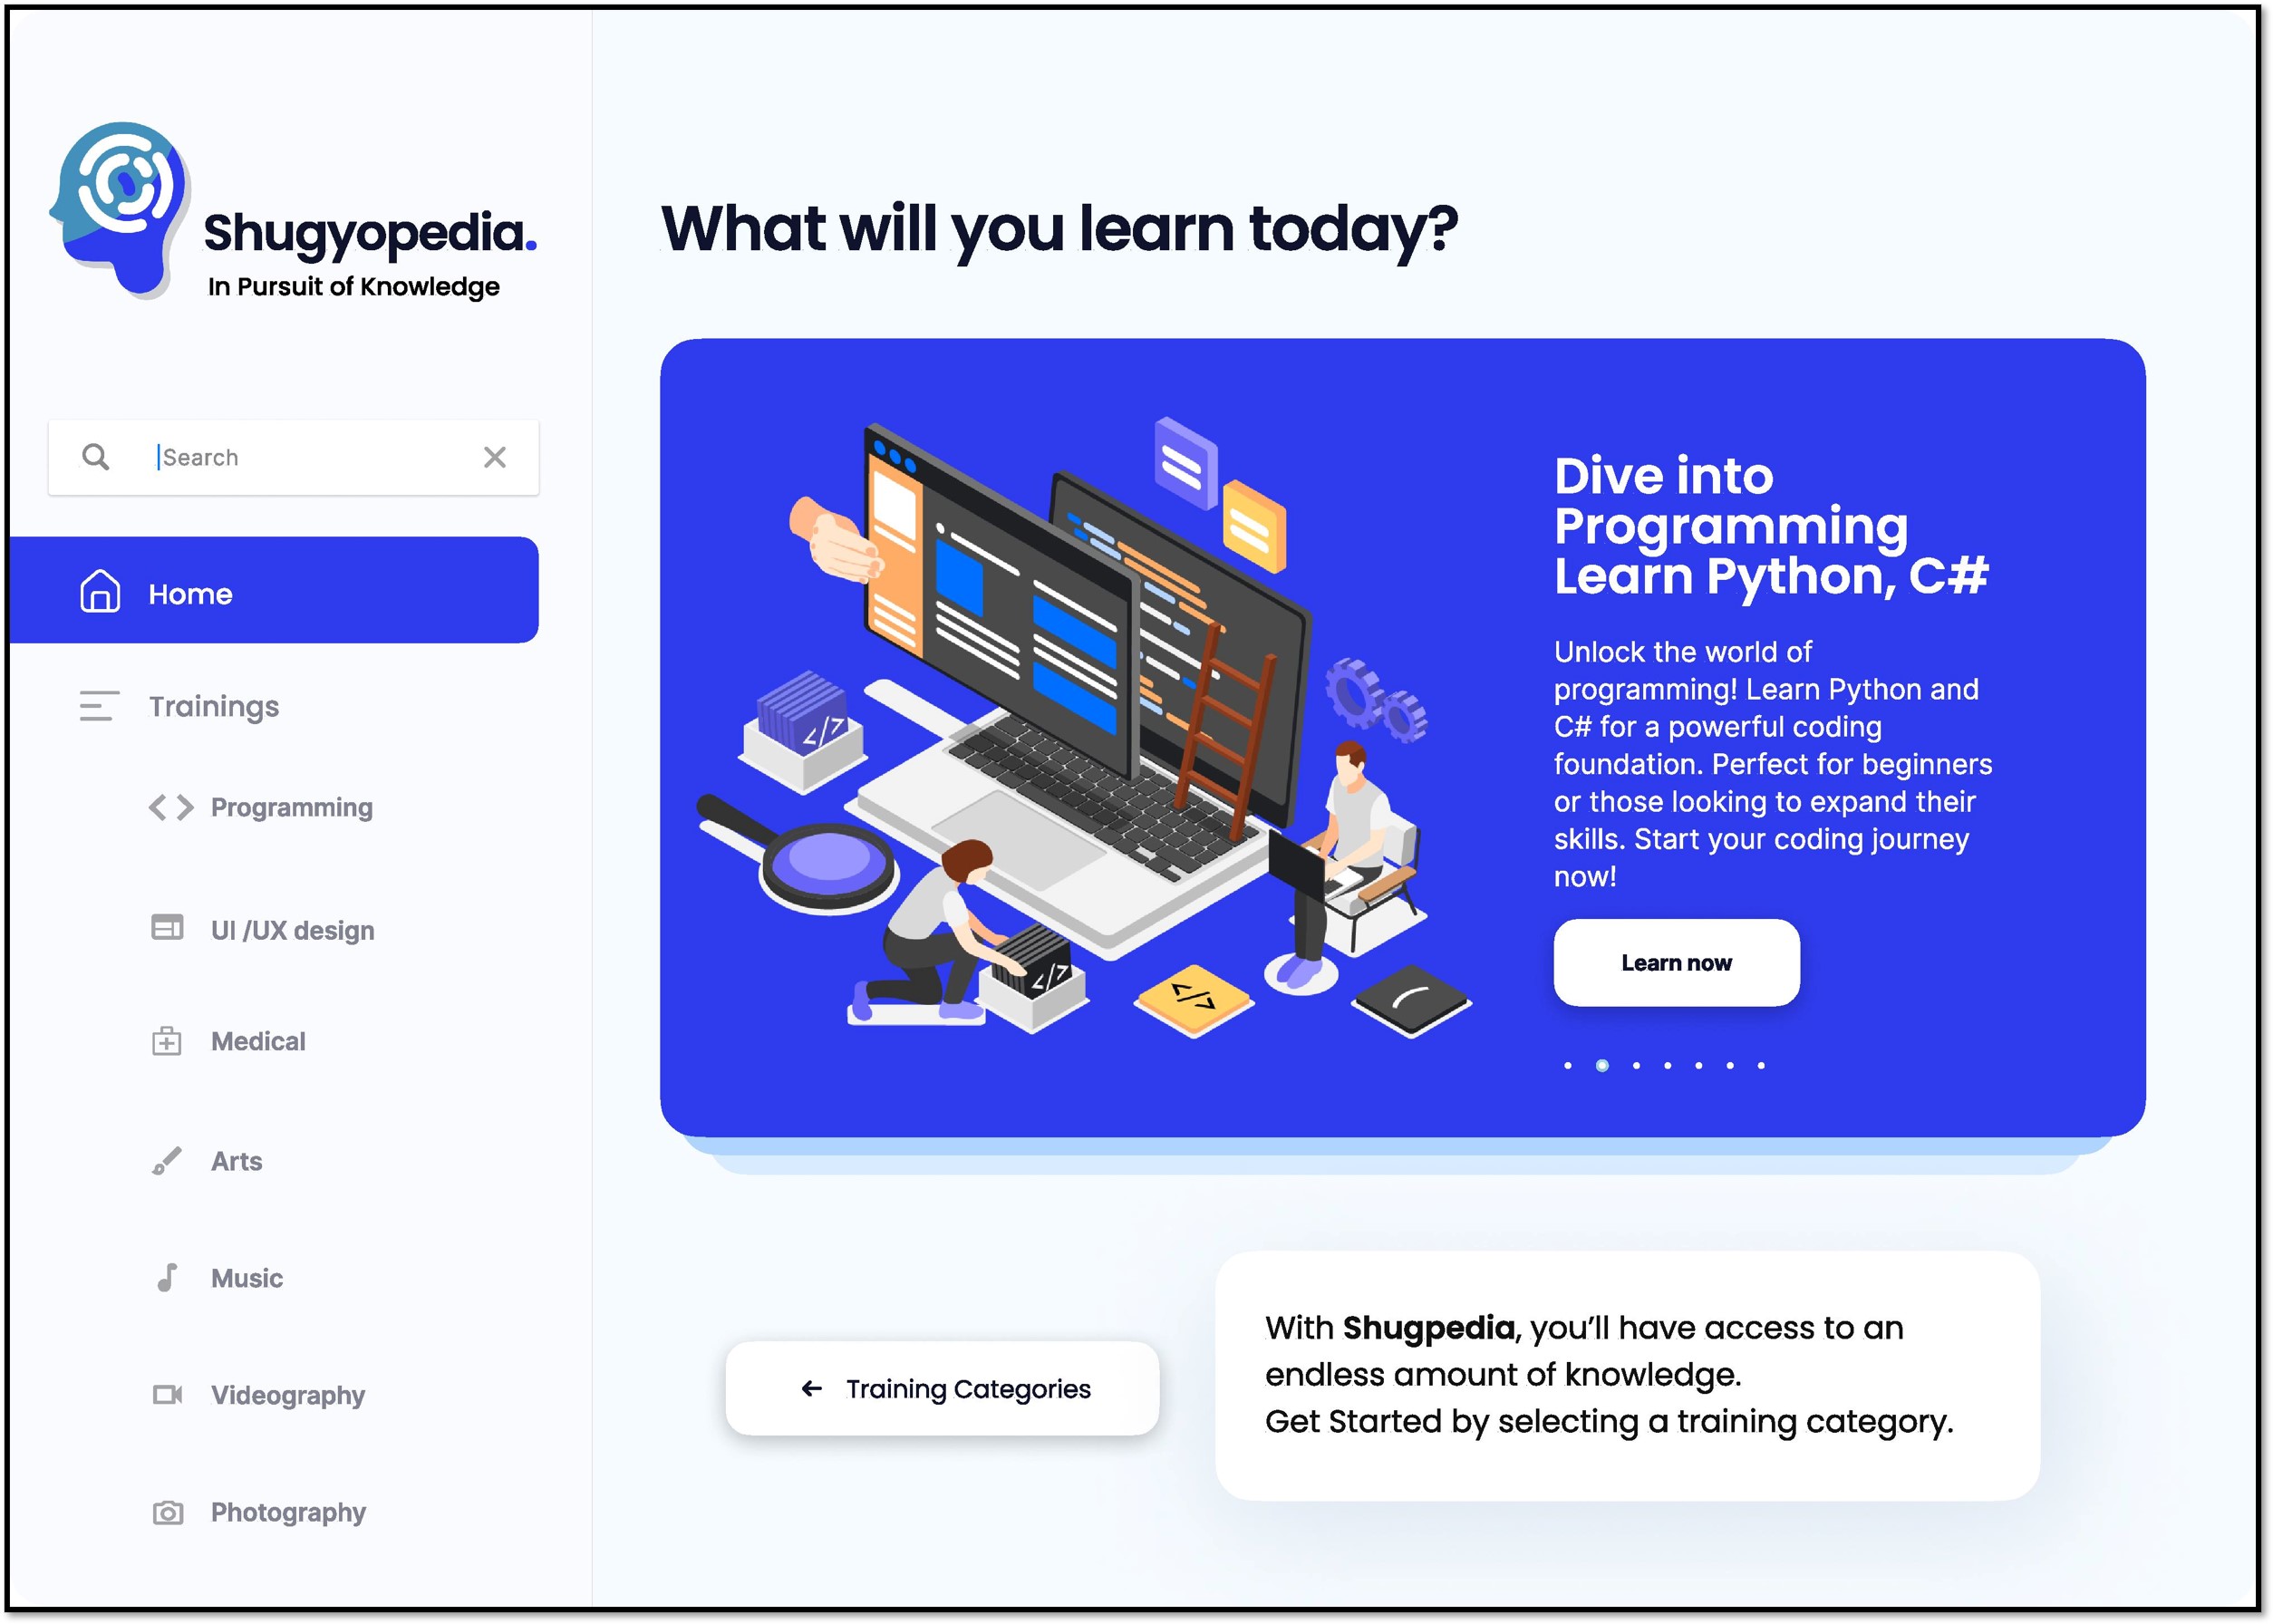 Shugyopedia.
In Pursuit of Knowledge
Search
Home
Trainings
Programming
UI /UX design
Medical
Arts
Music
Videography
Photography
What will you learn today?
Dive into
Programming
Learn Python, C#
Unlock the world of
programming! Learn Python and
C# for a powerful coding
foundation. Perfect for beginners
or those looking to expand their
skills. Start your coding journey
now!
Learn now
</>
</>
</>
Training Categories
With Shugpedia, you’ll have access to an
endless amount of knowledge.
Get Started by selecting a training category.